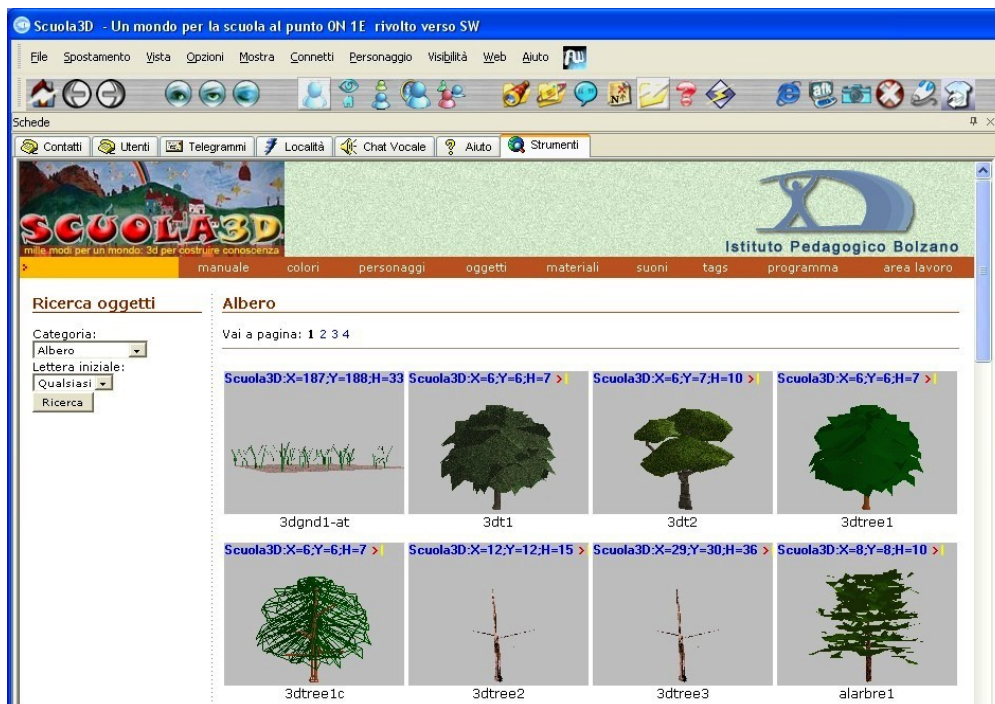 Scuola3D - Un mondo per la scuola al punto 0N 1E rivolto verso SW
File Spostamento Vista Opzioni Mostra Connetti Personaggio Visibilità Web Aiuto
Schede
Contatti Utenti Telegrammi Località Chat Vocale Aiuto Strumenti
SCUOLA3D
mille modi per un mondo: 3d per costruire conoscenza
Istituto Pedagogico Bolzano
manuale colori personaggi oggetti materiali suoni tags programma area lavoro
Ricerca oggetti
Categoria:
Albero
Lettera iniziale:
Qualsiasi
Ricerca
Albero
Vai a pagina: 1 2 3 4
Scuola3D:X=187;Y=188;H=33 Scuola3D:X=6;Y=6;H=7 > Scuola3D:X=6;Y=7;H=10 > Scuola3D:X=6;Y=6;H=7 >
3dgnd1-at 3dt1 3dt2 3dtree1
Scuola3D:X=6;Y=6;H=7 > Scuola3D:X=12;Y=12;H=15 > Scuola3D:X=29;Y=30;H=36 > Scuola3D:X=8;Y=8;H=10 >
3dtree1c 3dtree2 3dtree3 alarbre1